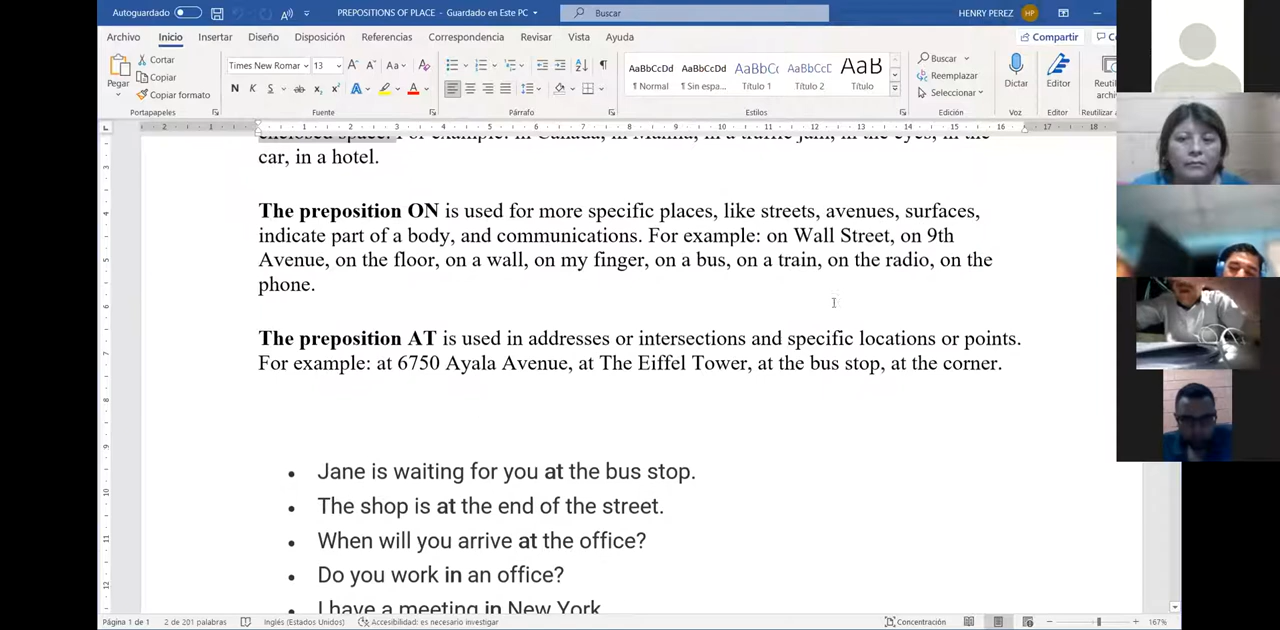 Autoguardado
PREPOSITIONS OF PLACE - Guardado en Este PC
Buscar
HENRY PEREZ
HP
Archivo Inicio Insertar Diseño Disposición Referencias Correspondencia Revisar Vista Ayuda
Compartir
Pegar
Cortar
Copiar
Copiar formato
Portapapeles
Times New Roman 13
N K S
Fuente
Párrafo
AaBbCcDd AaBbCcDd AaBbCc AaBbCcD AaB
¶ Normal ¶ Sin espa... Título 1 Título 2 Título
Estilos
Buscar
Reemplazar
Seleccionar
Edición
Dictar
Voz
Editor
Editor
Reutilizar
car, in a hotel.
The preposition ON is used for more specific places, like streets, avenues, surfaces,
indicate part of a body, and communications. For example: on Wall Street, on 9th
Avenue, on the floor, on a wall, on my finger, on a bus, on a train, on the radio, on the
phone.
The preposition AT is used in addresses or intersections and specific locations or points.
For example: at 6750 Ayala Avenue, at The Eiffel Tower, at the bus stop, at the corner.
• Jane is waiting for you at the bus stop.
• The shop is at the end of the street.
• When will you arrive at the office?
• Do you work in an office?
• I have a meeting in New York
Página 1 de 1 2 de 201 palabras Inglés (Estados Unidos) Accesibilidad: es necesario investigar
Concentración
167%